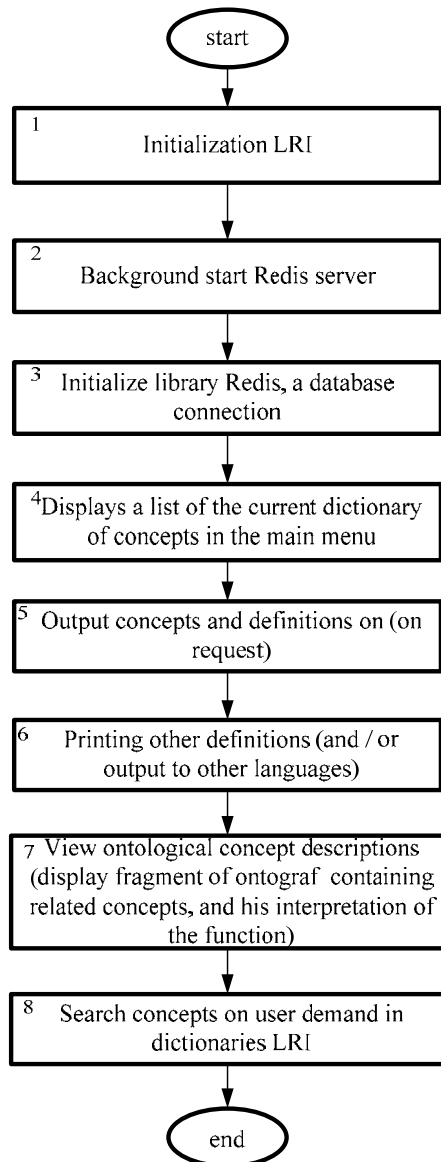 start
1
Initialization LRI
2
Background start Redis server
3
Initialize library Redis, a database
connection
4
Displays a list of the current dictionary
of concepts in the main menu
5
Output concepts and definitions on (on
request)
6
Printing other definitions (and / or
output to other languages)
7
View ontological concept descriptions
(display fragment of ontograf containing
related concepts, and his interpretation of
the function)
8
Search concepts on user demand in
dictionaries LRI
end